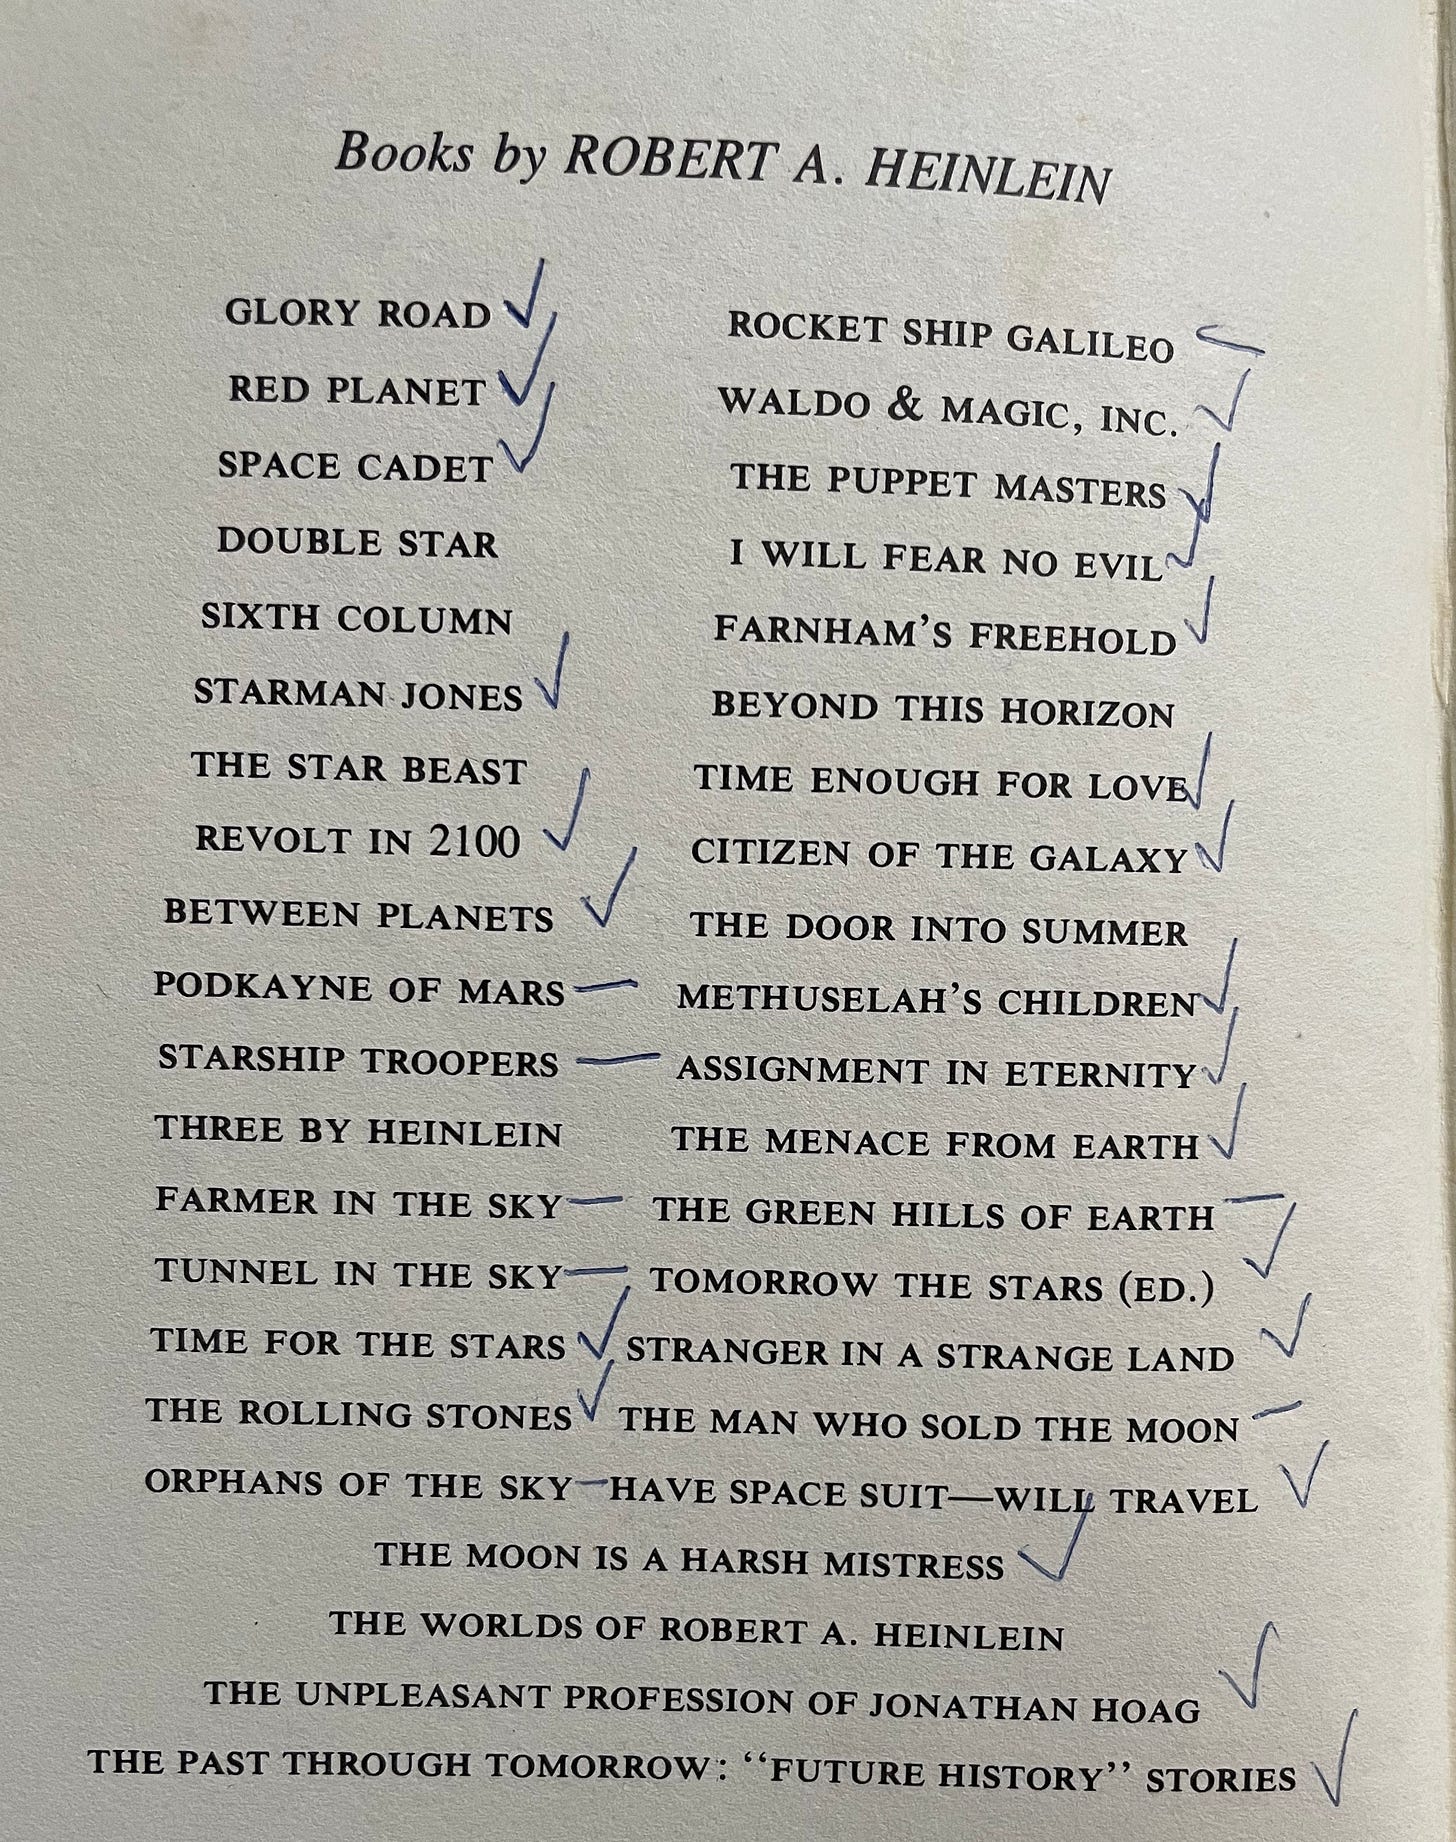 Books by ROBERT A. HEINLEIN
GLORY ROAD
RED PLANET
SPACE CADET
DOUBLE STAR
SIXTH COLUMN
STARMAN JONES
THE STAR BEAST
REVOLT IN 2100
BETWEEN PLANETS
PODKAYNE OF MARS
STARSHIP TROOPERS
THREE BY HEINLEIN
FARMER IN THE SKY
TUNNEL IN THE SKY
TIME FOR THE STARS
THE ROLLING STONES
ORPHANS OF THE SKY
ROCKET SHIP GALILEO
WALDO & MAGIC, INC.
THE PUPPET MASTERS
I WILL FEAR NO EVIL
FARNHAM'S FREEHOLD
BEYOND THIS HORIZON
TIME ENOUGH FOR LOVE
CITIZEN OF THE GALAXY
THE DOOR INTO SUMMER
METHUSELAH'S CHILDREN
ASSIGNMENT IN ETERNITY
THE MENACE FROM EARTH
THE GREEN HILLS OF EARTH
TOMORROW THE STARS (ED.)
STRANGER IN A STRANGE LAND
THE MAN WHO SOLD THE MOON
HAVE SPACE SUIT—WILL TRAVEL
THE MOON IS A HARSH MISTRESS
THE WORLDS OF ROBERT A. HEINLEIN
THE UNPLEASANT PROFESSION OF JONATHAN HOAG
THE PAST THROUGH TOMORROW: "FUTURE HISTORY" STORIES